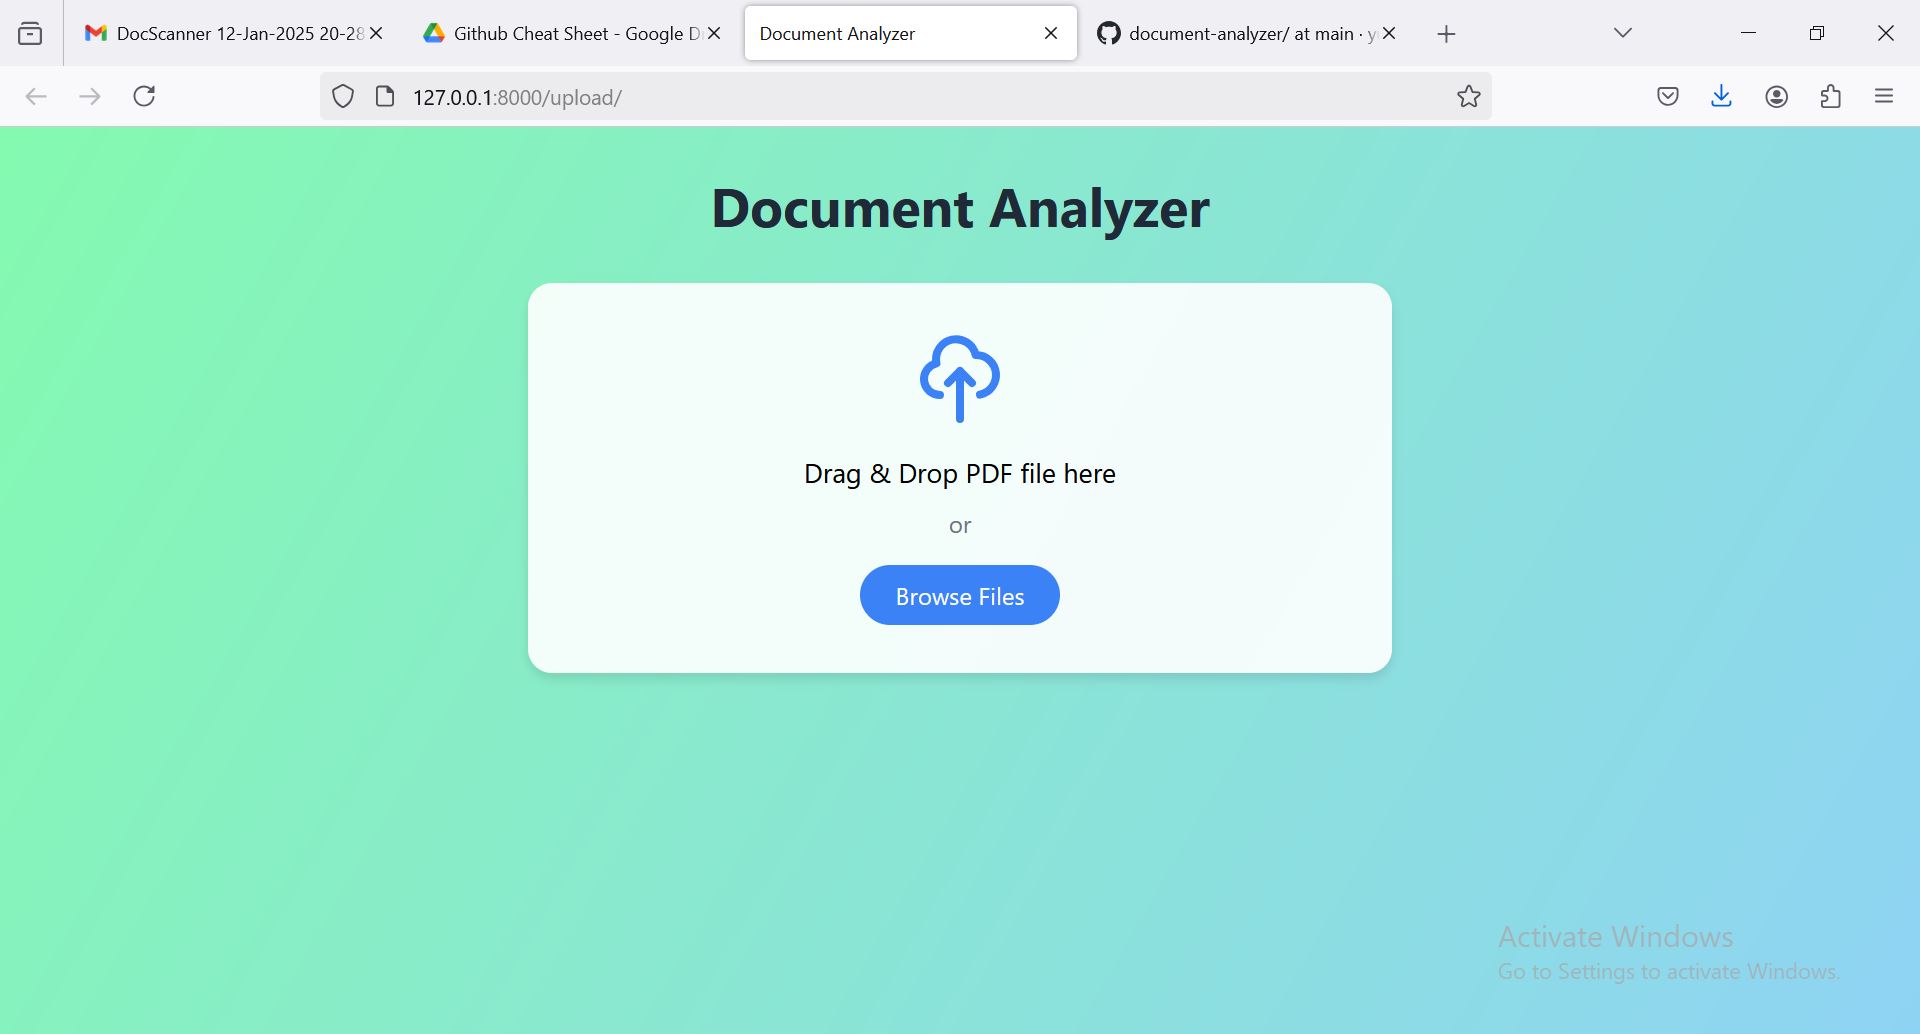 DocScanner 12-Jan-2025 20-28
Github Cheat Sheet - Google D
Document Analyzer
document-analyzer/ at main · y
127.0.0.1:8000/upload/
Document Analyzer
Drag & Drop PDF file here
or
Browse Files
Activate Windows
Go to Settings to activate Windows.